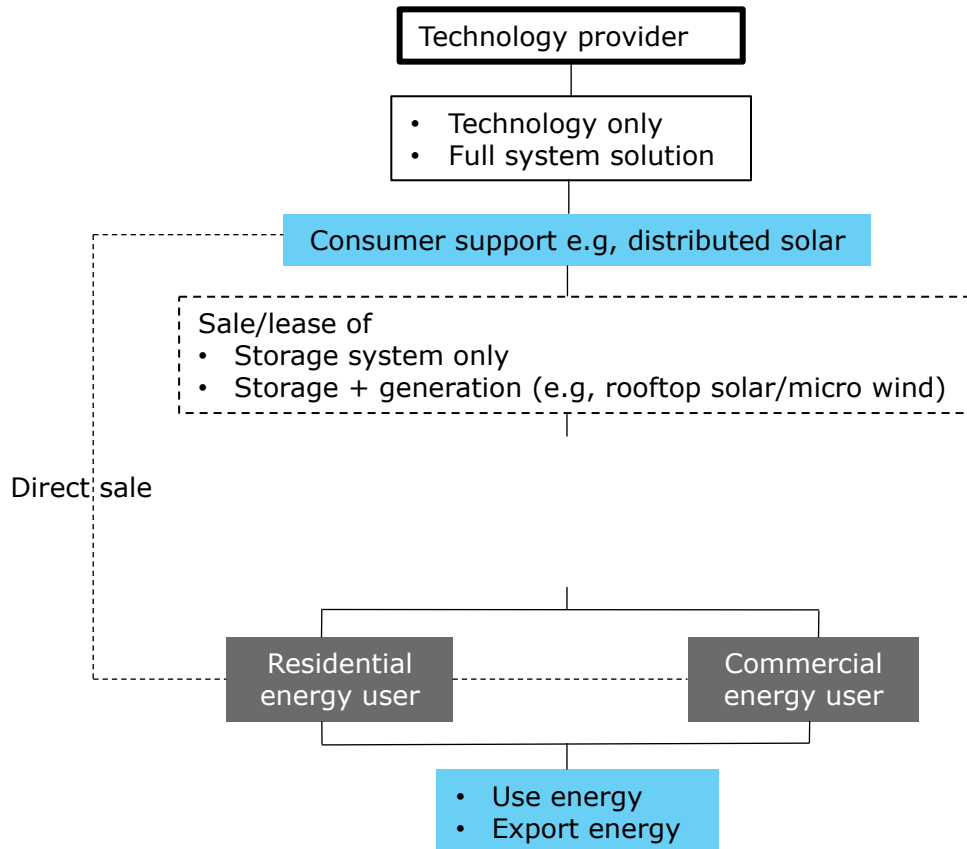 Technology provider
• Technology only
• Full system solution
Consumer support e.g, distributed solar
Sale/lease of
• Storage system only
• Storage + generation (e.g, rooftop solar/micro wind)
Direct sale
Residential
energy user
Commercial
energy user
• Use energy
• Export energy